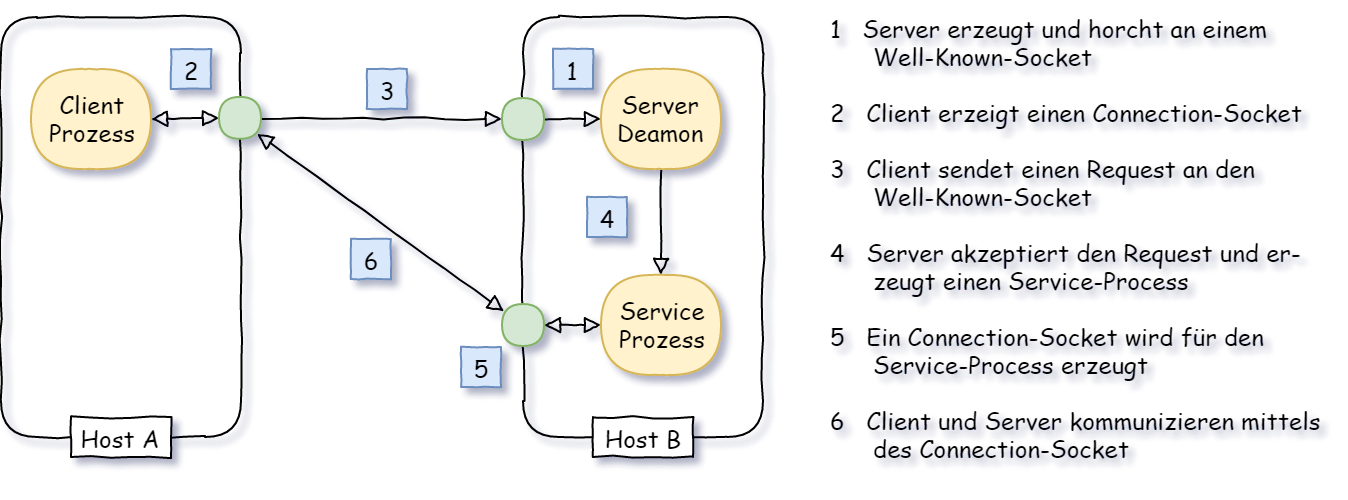 Client
Prozess
2
3
1
Server
Deamon
4
6
5
Service
Prozess
Host A
Host B
1 Server erzeugt und horcht an einem
Well-Known-Socket
2 Client erzeigt einen Connection-Socket
3 Client sendet einen Request an den
Well-Known-Socket
4 Server akzeptiert den Request und er-
zeugt einen Service-Process
5 Ein Connection-Socket wird für den
Service-Process erzeugt
6 Client und Server kommunizieren mittels
des Connection-Socket